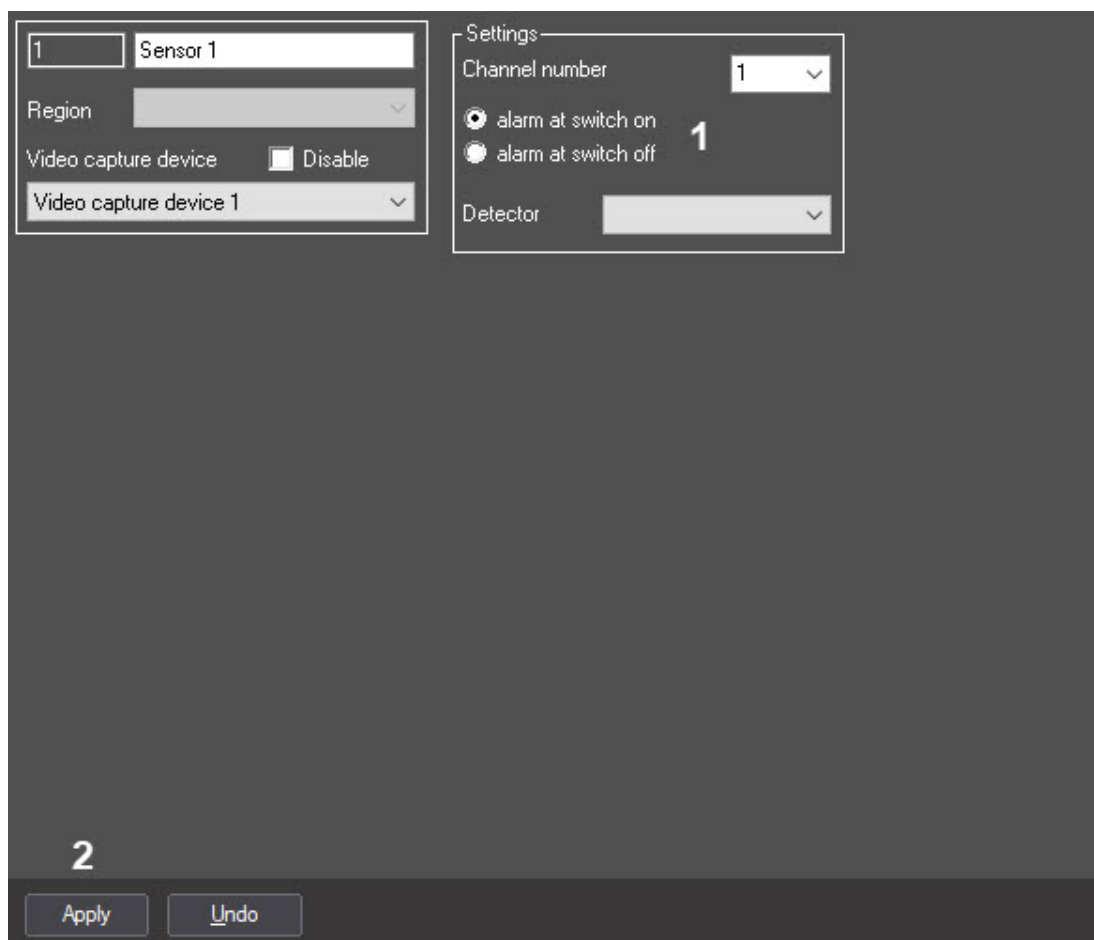 1 Sensor 1
Region
Video capture device Disable
Video capture device 1
Settings
Channel number 1
alarm at switch on
alarm at switch off
1
Detector
2
Apply Undo